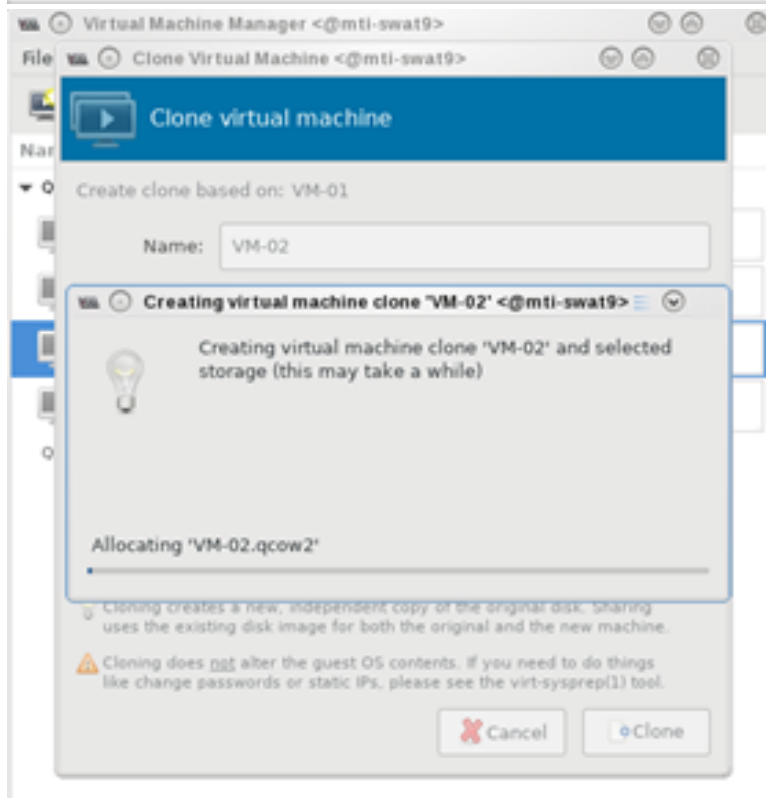 Virtual Machine Manager <@mti-swat9>
File
Clone Virtual Machine <@mti-swat9>
Clone virtual machine
Nar
Q
Create clone based on: VM-01
Name: VM-02
Creating virtual machine clone 'VM-02' <@mti-swat9>
Creating virtual machine clone 'VM-02' and selected
storage (this may take a while)
Q
Allocating 'VM-02.qcow2'
Cloning creates a new, independent copy of the original disk. Sharing
uses the existing disk image for both the original and the new machine.
Cloning does not alter the guest OS contents. If you need to do things
like change passwords or static IPs, please see the virt-sysprep(1) tool.
Cancel
Clone